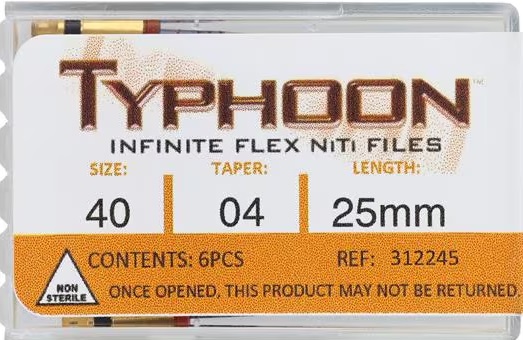 TYPHOON™
INFINITE FLEX NiTi FILES
SIZE: TAPER: LENGTH:
40 04 25mm
CONTENTS: 6PCS REF: 312245
NON
STERILE
ONCE OPENED, THIS PRODUCT MAY NOT BE RETURNED.